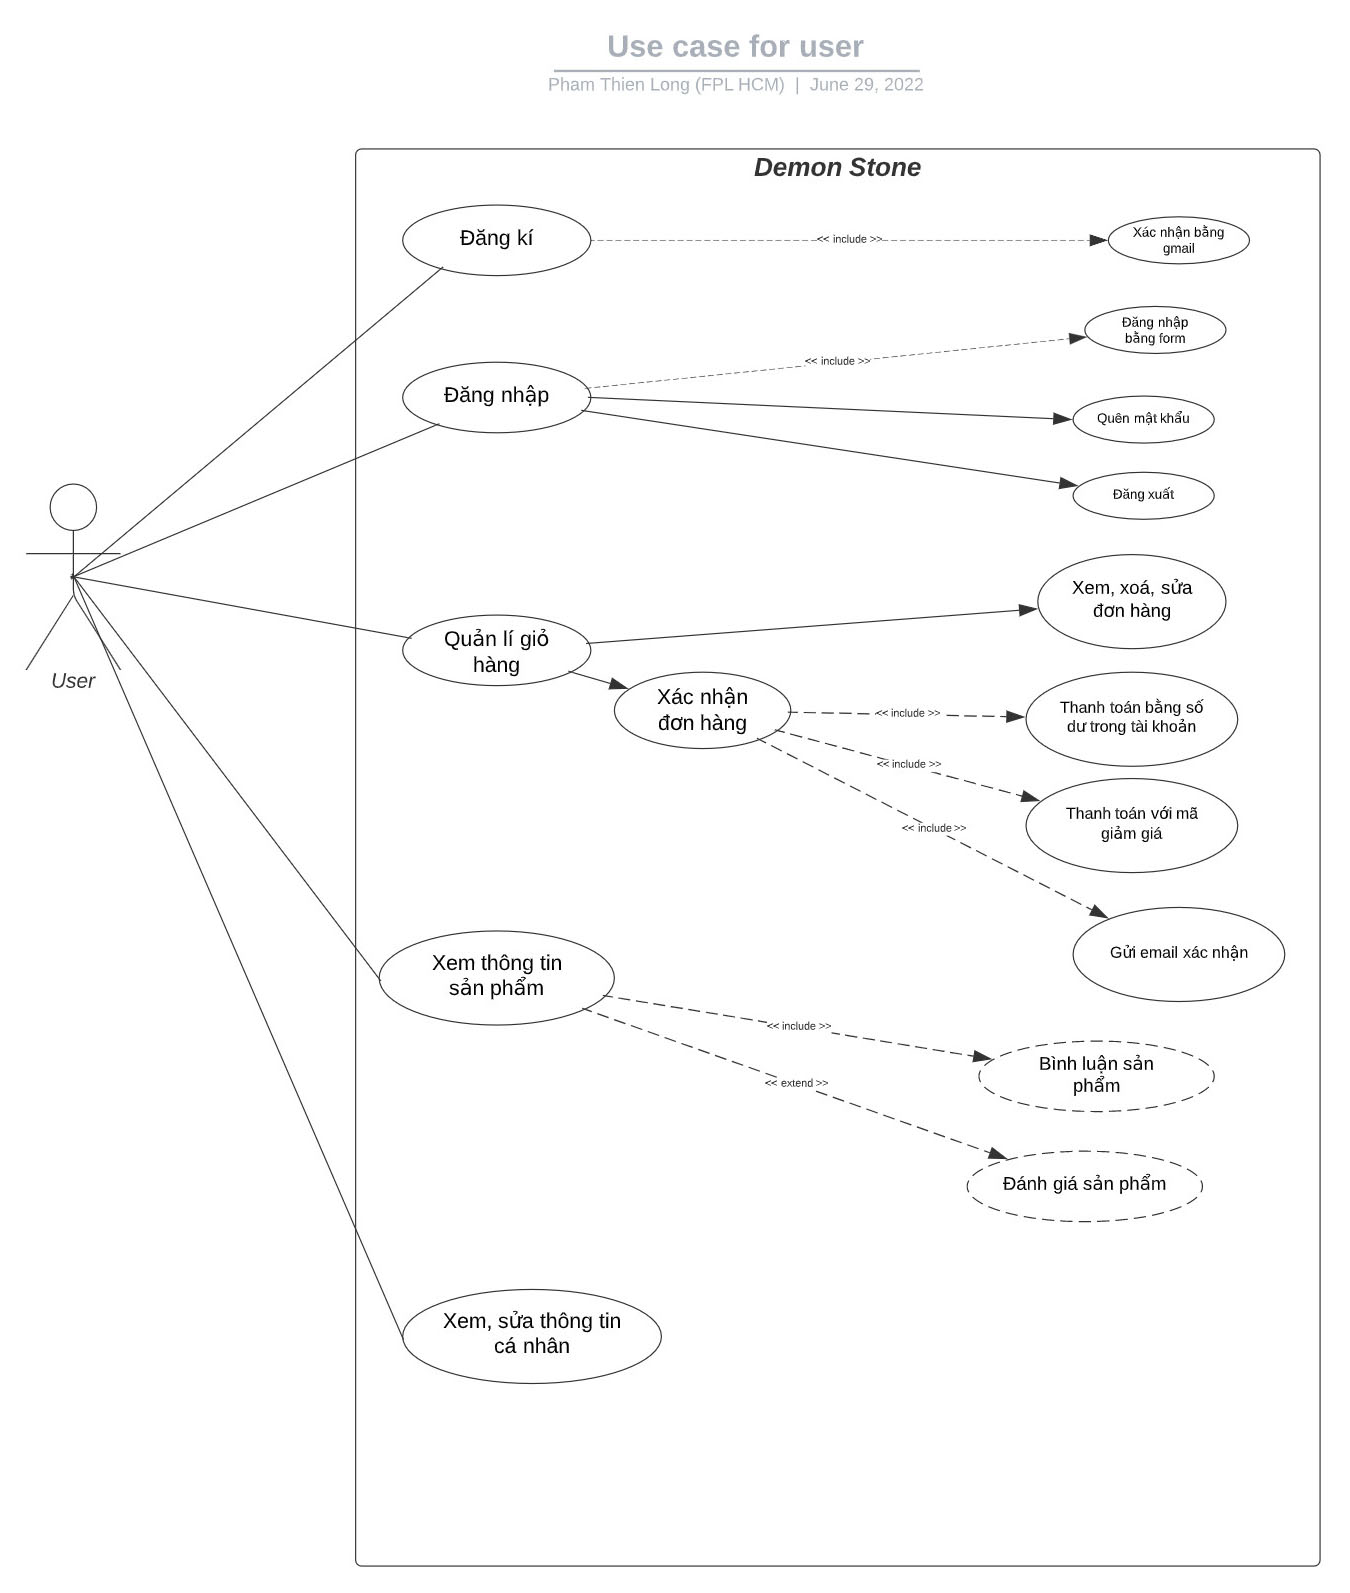 Use case for user
Pham Thien Long (FPL HCM) | June 29, 2022
Demon Stone
Đăng kí
<< include >>
Xác nhận bằng
gmail
Đăng nhập
<< include >>
Đăng nhập
bằng form
Quên mật khẩu
Đăng xuất
User
Quản lí giỏ
hàng
Xem, xoá, sửa
đơn hàng
Xác nhận
đơn hàng
<< include >>
Thanh toán bằng số
dư trong tài khoản
<< include >>
Thanh toán với mã
giảm giá
<< include >>
Gửi email xác nhận
Xem thông tin
sản phẩm
<< include >>
Bình luận sản
phẩm
<< extend >>
Đánh giá sản phẩm
Xem, sửa thông tin
cá nhân